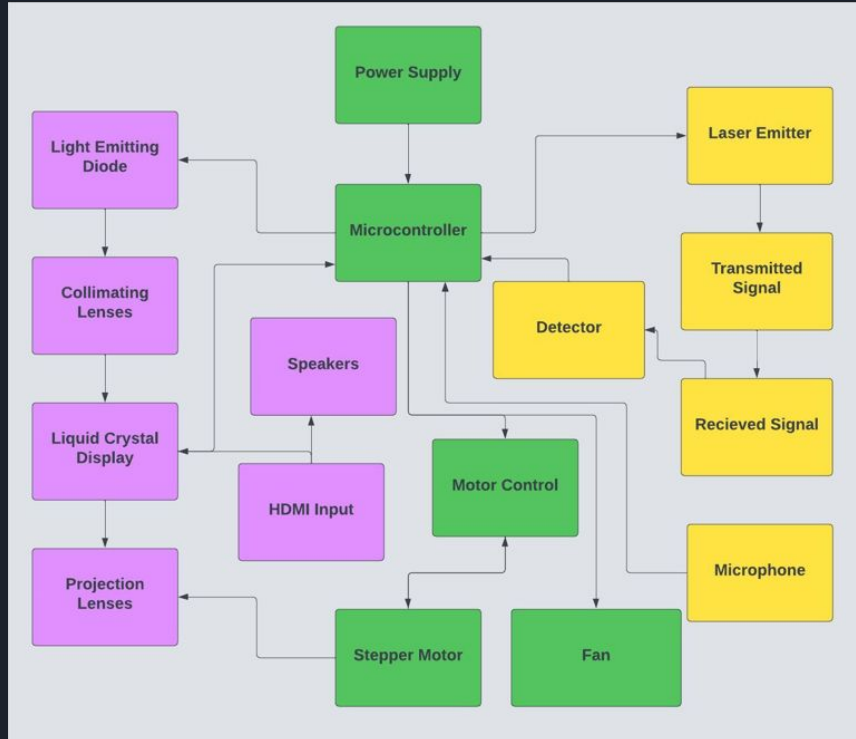 Power Supply
Laser Emitter
Light Emitting
Diode
Microcontroller
Transmitted
Signal
Collimating
Lenses
Detector
Speakers
Recieved Signal
Liquid Crystal
Display
Motor Control
HDMI Input
Microphone
Projection
Lenses
Stepper Motor
Fan